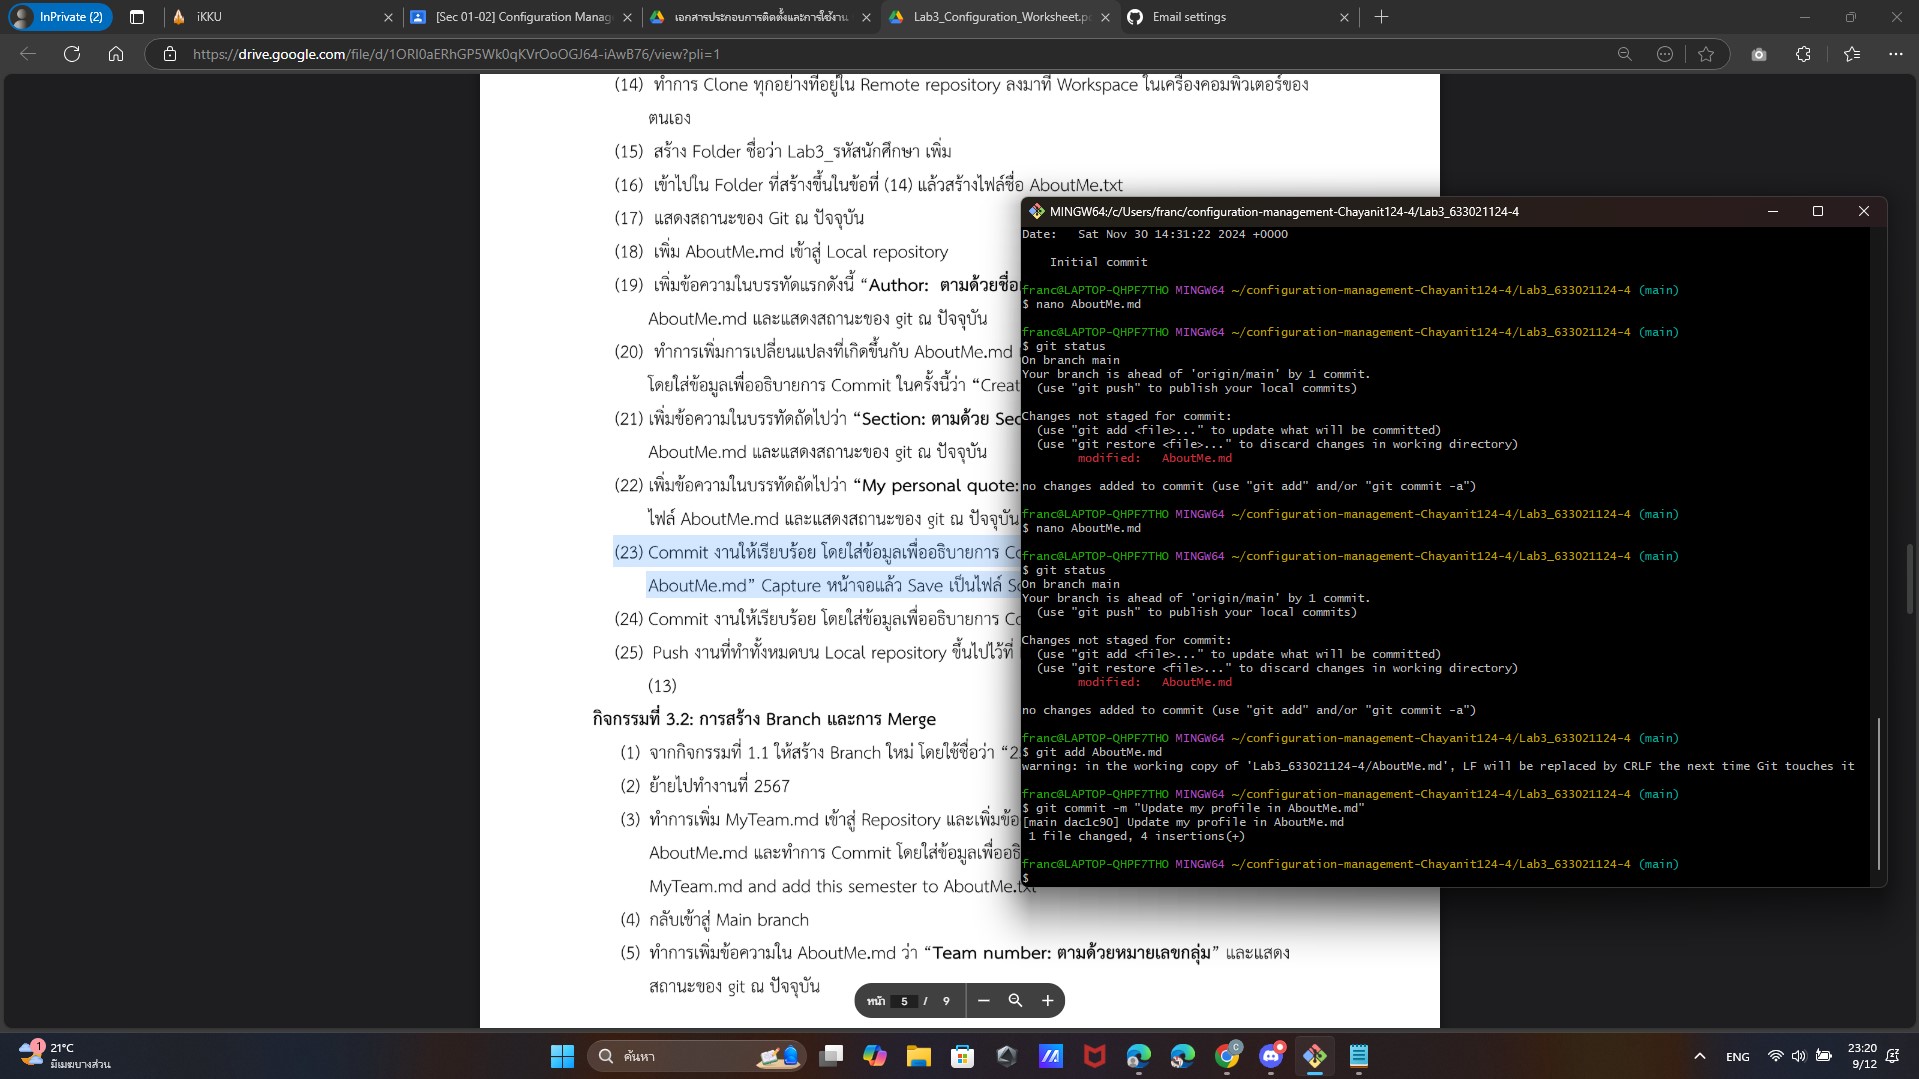 InPrivate (2)
iKKU
[Sec 01-02] Configuration Manag
เอกสารประกอบการติดตั้งและการใช้งาน
Lab3_Configuration_Worksheet.p
Email settings
https://drive.google.com/file/d/1ORI0aERhGP5Wk0qKVrOoOGJ64-iAwB76/view?pli=1
(14) ทำการ Clone ทุกอย่างที่อยู่ใน Remote repository ลงมาที่ Workspace ในเครื่องคอมพิวเตอร์ของ
ตนเอง
(15) สร้าง Folder ชื่อว่า Lab3_รหัสนักศึกษา เพิ่ม
(16) เข้าไปใน Folder ที่สร้างขึ้นในข้อที่ (14) แล้วสร้างไฟล์ชื่อ AboutMe.txt
(17) แสดงสถานะของ Git ณ ปัจจุบัน
(18) เพิ่ม AboutMe.md เข้าสู่ Local repository
(19) เพิ่มข้อความในบรรทัดแรกดังนี้ “Author: ตามด้วยชื่อ
AboutMe.md และแสดงสถานะของ git ณ ปัจจุบัน
(20) ทำการเพิ่มการเปลี่ยนแปลงที่เกิดขึ้นกับ AboutMe.md
โดยใส่ข้อมูลเพื่ออธิบายการ Commit ในครั้งนี้ว่า “Creat
(21) เพิ่มข้อความในบรรทัดถัดไปว่า “Section: ตามด้วย Sec
AboutMe.md และแสดงสถานะของ git ณ ปัจจุบัน
(22) เพิ่มข้อความในบรรทัดถัดไปว่า “My personal quote:
ไฟล์ AboutMe.md และแสดงสถานะของ git ณ ปัจจุบัน
(23) Commit งานให้เรียบร้อย โดยใส่ข้อมูลเพื่ออธิบายการ Co
AboutMe.md” Capture หน้าจอแล้ว Save เป็นไฟล์ Sc
(24) Commit งานให้เรียบร้อย โดยใส่ข้อมูลเพื่ออธิบายการ Co
(25) Push งานที่ทำทั้งหมดบน Local repository ขึ้นไปไว้ที่
(13)
กิจกรรมที่ 3.2: การสร้าง Branch และการ Merge
(1) จากกิจกรรมที่ 1.1 ให้สร้าง Branch ใหม่ โดยใช้ชื่อว่า “2
(2) ย้ายไปทำงานที่ 2567
(3) ทำการเพิ่ม MyTeam.md เข้าสู่ Repository และเพิ่มข้อ
AboutMe.md และทำการ Commit โดยใส่ข้อมูลเพื่ออธิ
MyTeam.md and add this semester to AboutMe.txt
(4) กลับเข้าสู่ Main branch
(5) ทำการเพิ่มข้อความใน AboutMe.md ว่า “Team number: ตามด้วยหมายเลขกลุ่ม” และแสดง
สถานะของ git ณ ปัจจุบัน
หน้า 5 / 9
MINGW64:/c/Users/franc/configuration-management-Chayanit124-4/Lab3_633021124-4
Date:   Sat Nov 30 14:31:22 2024 +0000
Initial commit
franc@LAPTOP-QHPF7THO MINGW64 ~/configuration-management-Chayanit124-4/Lab3_633021124-4 (main)
$ nano AboutMe.md
franc@LAPTOP-QHPF7THO MINGW64 ~/configuration-management-Chayanit124-4/Lab3_633021124-4 (main)
$ git status
On branch main
Your branch is ahead of 'origin/main' by 1 commit.
(use "git push" to publish your local commits)
Changes not staged for commit:
(use "git add <file>..." to update what will be committed)
(use "git restore <file>..." to discard changes in working directory)
modified:   AboutMe.md
no changes added to commit (use "git add" and/or "git commit -a")
franc@LAPTOP-QHPF7THO MINGW64 ~/configuration-management-Chayanit124-4/Lab3_633021124-4 (main)
$ nano AboutMe.md
franc@LAPTOP-QHPF7THO MINGW64 ~/configuration-management-Chayanit124-4/Lab3_633021124-4 (main)
$ git status
On branch main
Your branch is ahead of 'origin/main' by 1 commit.
(use "git push" to publish your local commits)
Changes not staged for commit:
(use "git add <file>..." to update what will be committed)
(use "git restore <file>..." to discard changes in working directory)
modified:   AboutMe.md
no changes added to commit (use "git add" and/or "git commit -a")
franc@LAPTOP-QHPF7THO MINGW64 ~/configuration-management-Chayanit124-4/Lab3_633021124-4 (main)
$ git add AboutMe.md
warning: in the working copy of 'Lab3_633021124-4/AboutMe.md', LF will be replaced by CRLF the next time Git touches it
franc@LAPTOP-QHPF7THO MINGW64 ~/configuration-management-Chayanit124-4/Lab3_633021124-4 (main)
$ git commit -m "Update my profile in AboutMe.md"
[main dac1c90] Update my profile in AboutMe.md
1 file changed, 4 insertions(+)
franc@LAPTOP-QHPF7THO MINGW64 ~/configuration-management-Chayanit124-4/Lab3_633021124-4 (main)
$
1
21°C
มีเมฆบางส่วน
ค้นหา
C
ENG
23:20
9/12